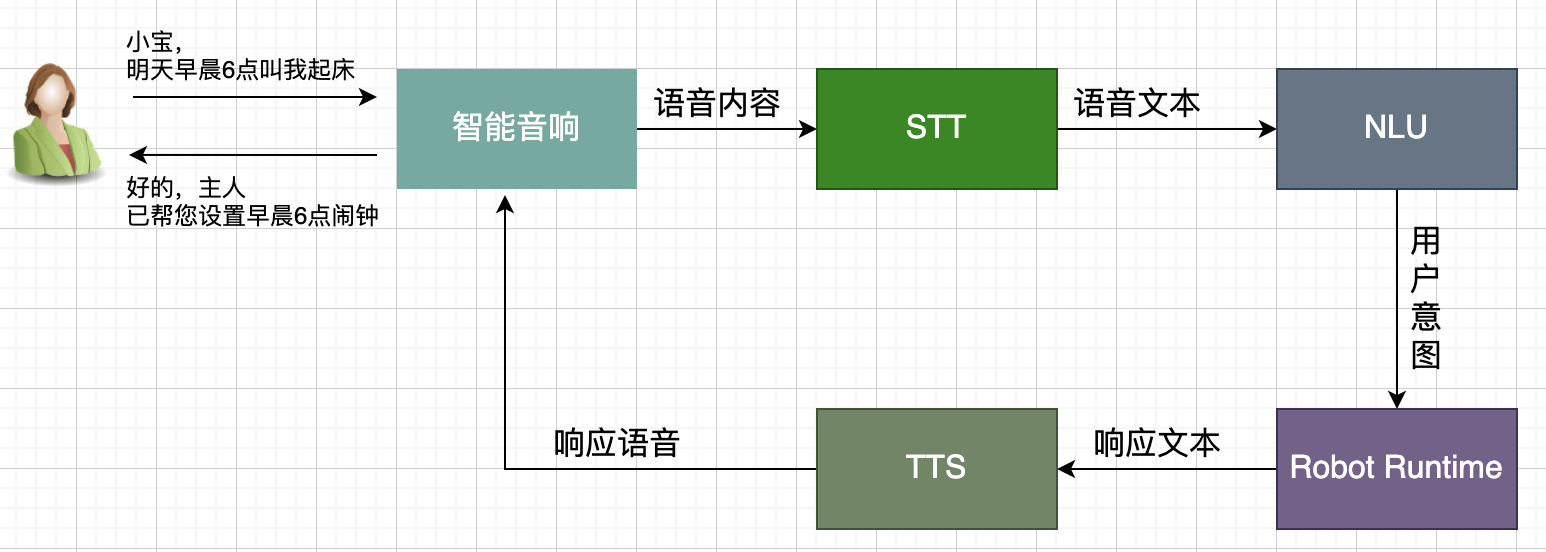 小宝，
明天早晨6点叫我起床
好的，主人
已帮您设置早晨6点闹钟
智能音响
语音内容
STT
语音文本
NLU
用户意图
Robot Runtime
响应文本
TTS
响应语音